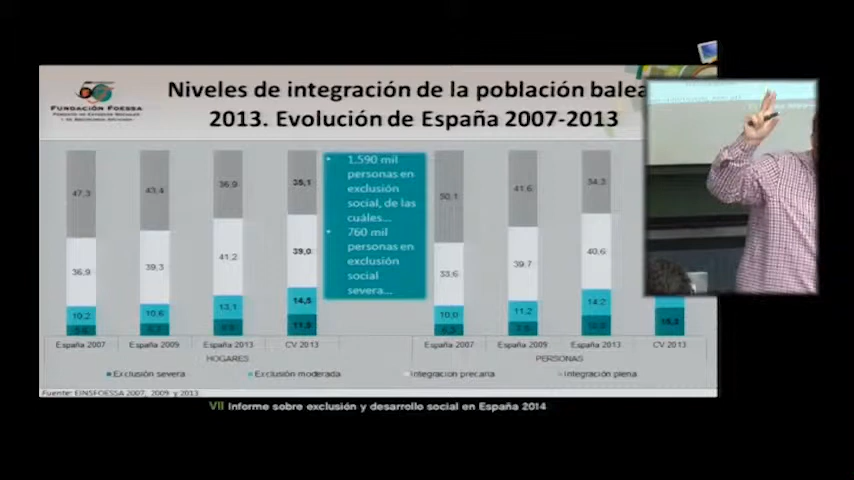 Niveles de integración de la población balea
2013. Evolución de España 2007-2013
FUNDACIÓN FOESSA
47,3
43,4
36,9
35,1
50,1
41,6
34,3
36,9
39,3
41,2
39,0
33,6
39,7
40,6
10,2
10,6
13,1
14,5
10,0
11,2
14,2
• 1.590 mil
personas en
exclusión
social, de las
cuáles...
• 760 mil
personas en
exclusión
social
severa...
España 2007
España 2009
España 2013
CV 2013
España 2007
España 2009
España 2013
CV 2013
HOGARES
PERSONAS
Exclusión severa
Exclusión moderada
Integración precaria
Integración plena
Fuente: EINSFOESSA 2007, 2009 y 2013
VII Informe sobre exclusión y desarrollo social en España 2014